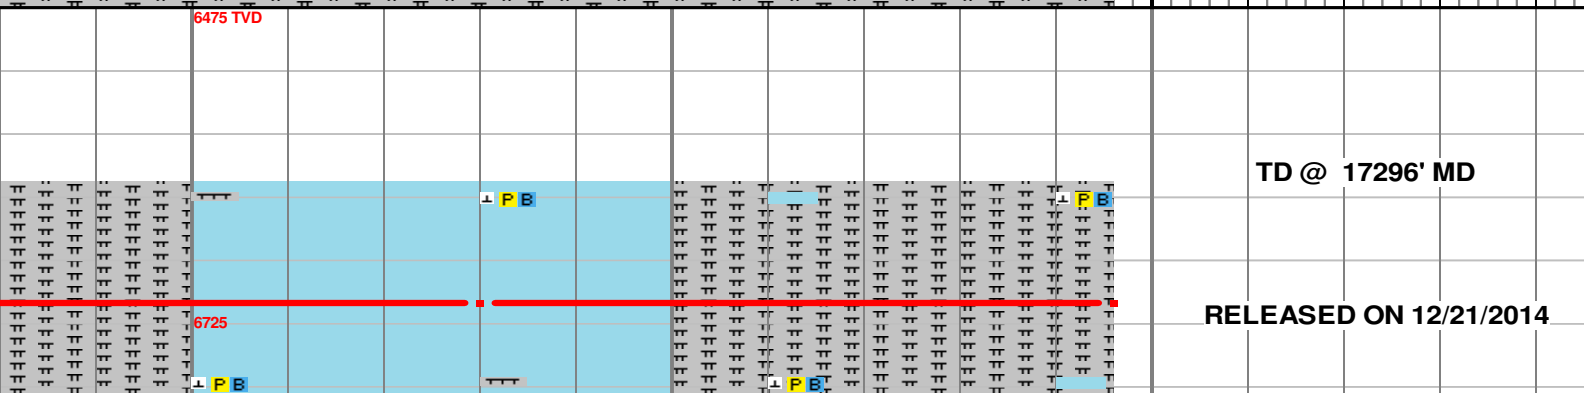 6475 TVD
TD @ 17296' MD
P B
P B
RELEASED ON 12/21/2014
6725
P B
P B